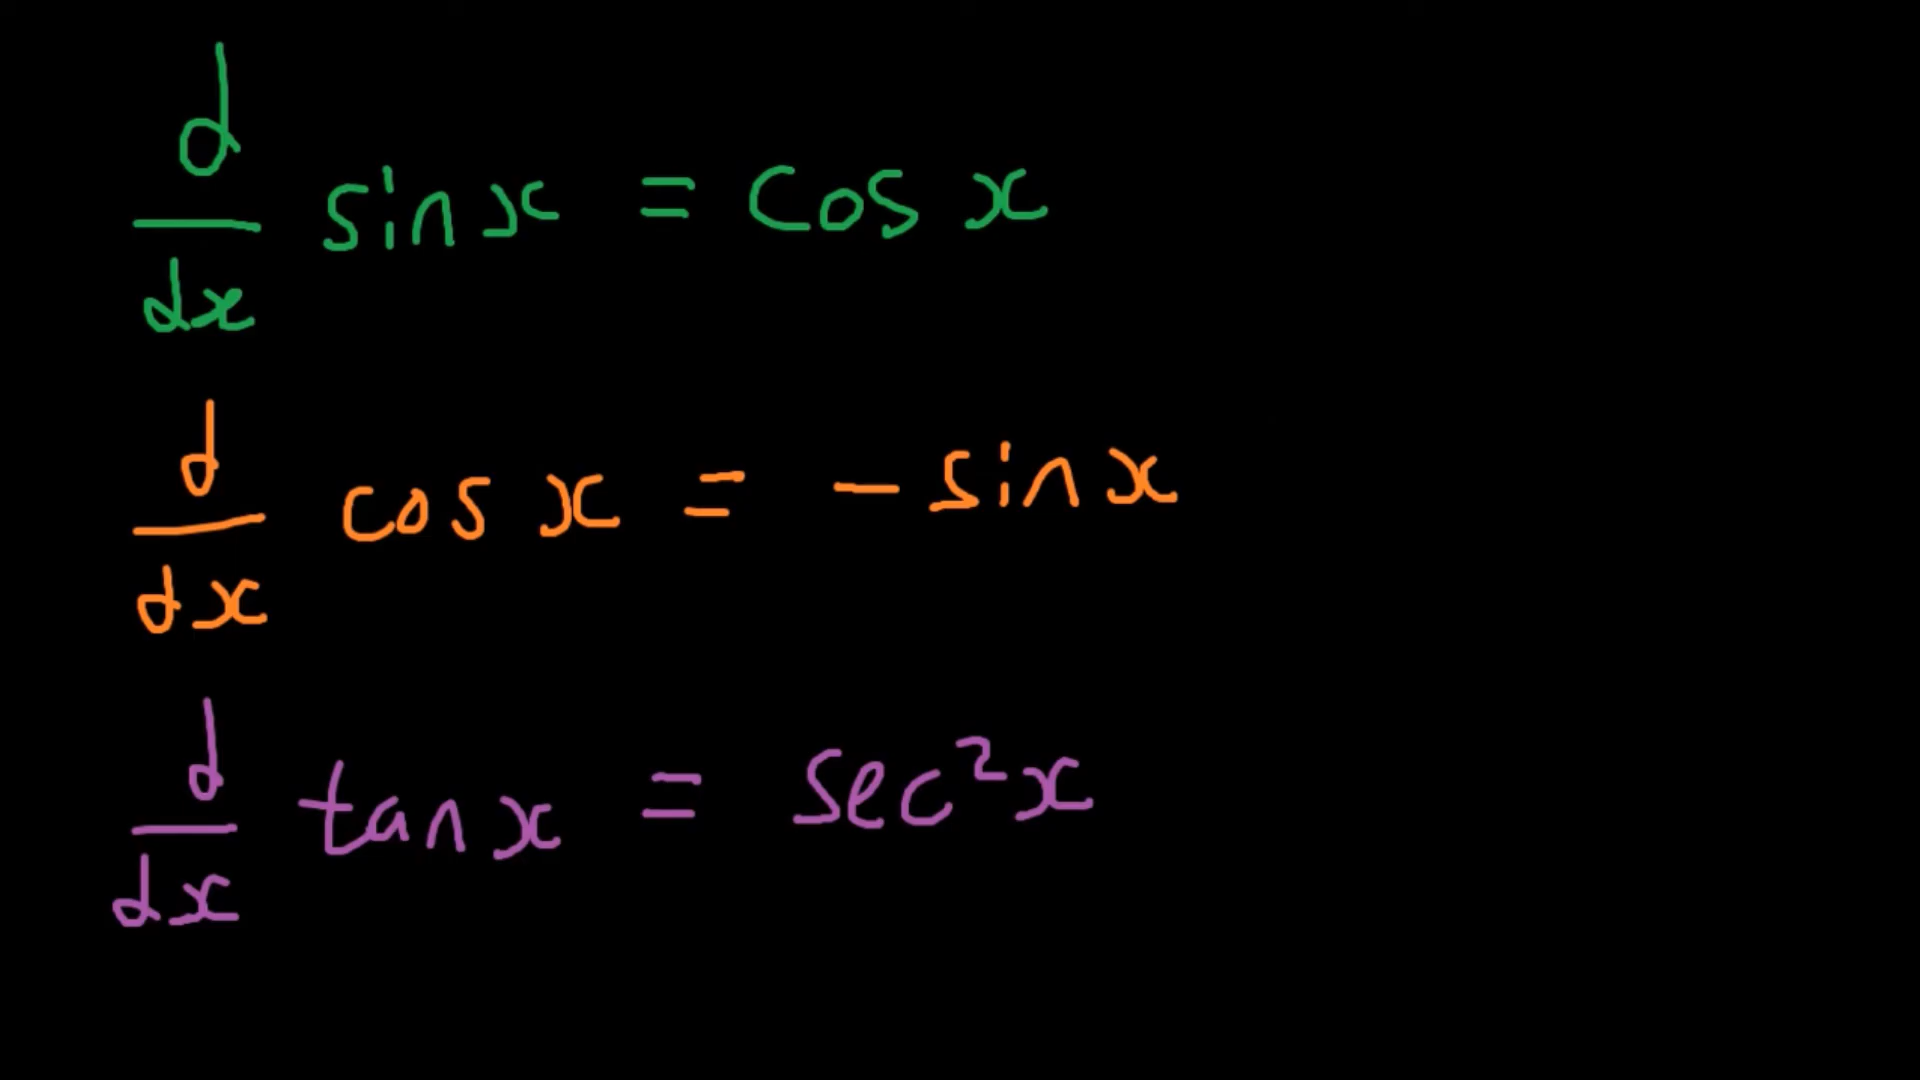 d/dx sin x = cos x
d/dx cos x = - sin x
d/dx tan x = sec²x